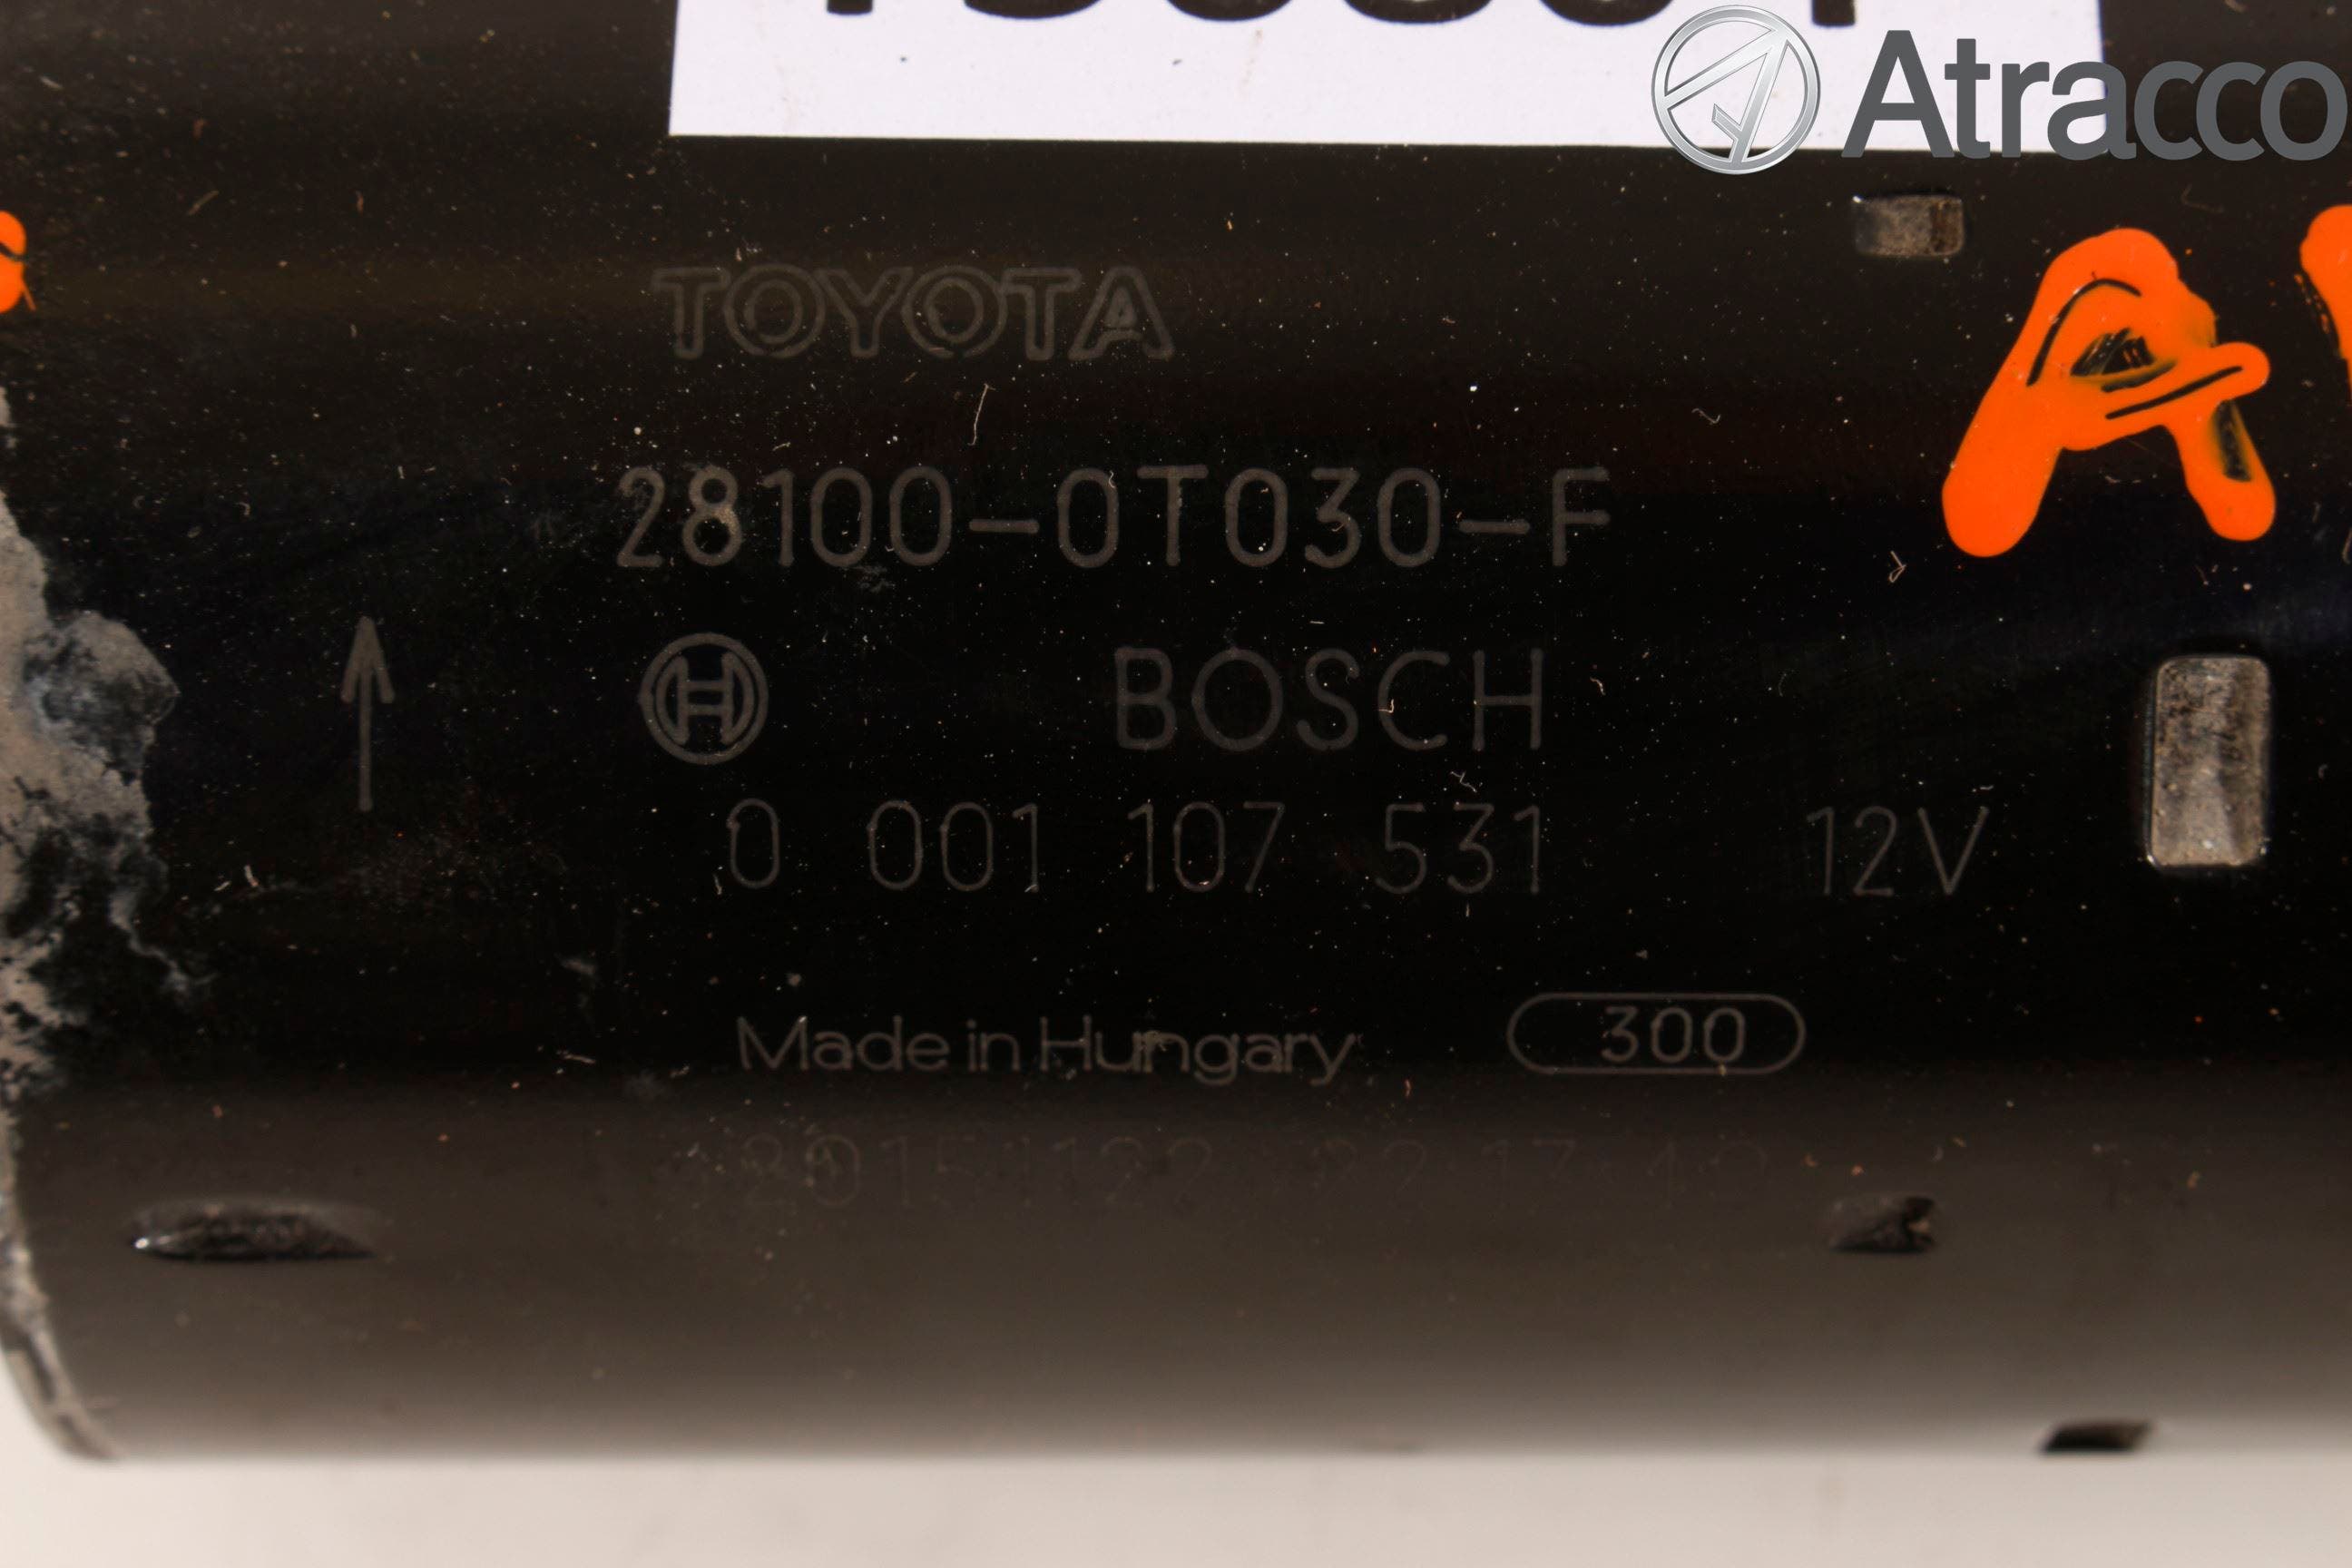 Atracco
TOYOTA
28100-0T030-F
BOSCH
0 001 107 531 12V
Made in Hungary 300